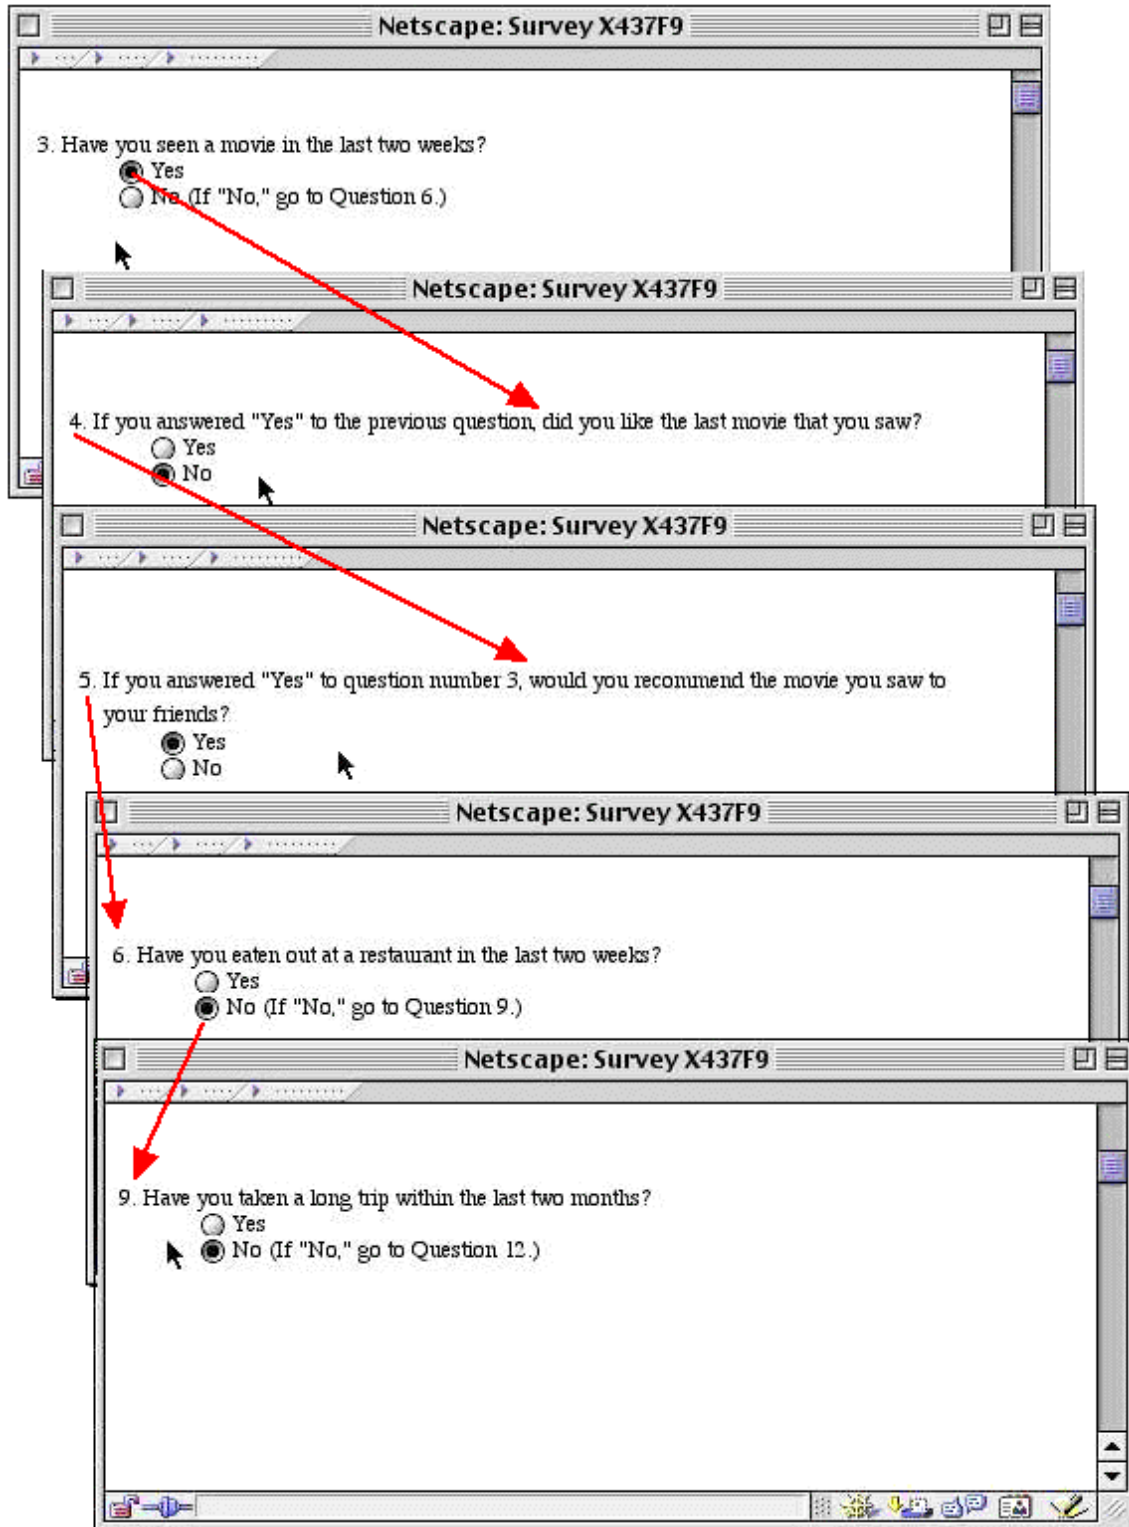 Netscape: Survey X437F9
3. Have you seen a movie in the last two weeks?
Yes
No (If "No," go to Question 6.)
Netscape: Survey X437F9
4. If you answered "Yes" to the previous question, did you like the last movie that you saw?
Yes
No
Netscape: Survey X437F9
5. If you answered "Yes" to question number 3, would you recommend the movie you saw to
your friends?
Yes
No
Netscape: Survey X437F9
6. Have you eaten out at a restaurant in the last two weeks?
Yes
No (If "No," go to Question 9.)
Netscape: Survey X437F9
9. Have you taken a long trip within the last two months?
Yes
No (If "No," go to Question 12.)